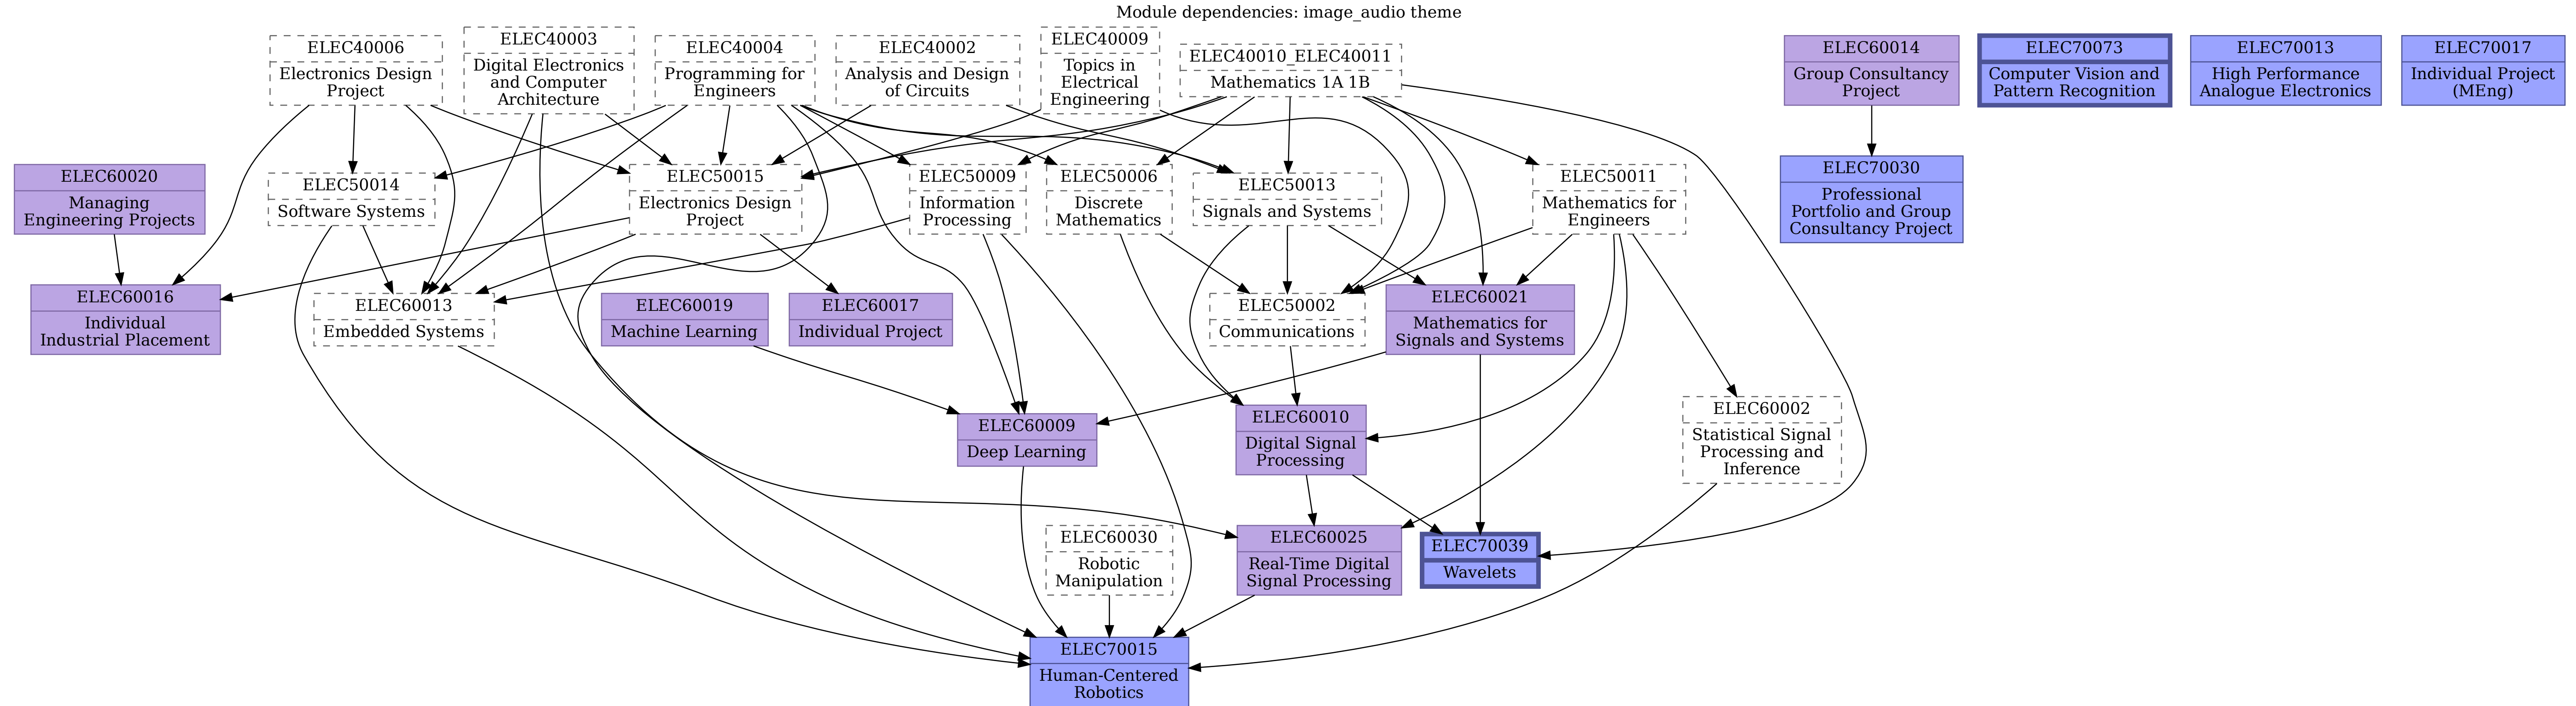 Module dependencies: image_audio theme
ELEC40006
Electronics Design
Project
ELEC40003
Digital Electronics
and Computer
Architecture
ELEC40004
Programming for
Engineers
ELEC40002
Analysis and Design
of Circuits
ELEC40009
Topics in
Electrical
Engineering
ELEC40010_ELEC40011
Mathematics 1A 1B
ELEC60014
Group Consultancy
Project
ELEC70073
Computer Vision and
Pattern Recognition
ELEC70013
High Performance
Analogue Electronics
ELEC70017
Individual Project
(MEng)
ELEC60020
Managing
Engineering Projects
ELEC50014
Software Systems
ELEC50015
Electronics Design
Project
ELEC50009
Information
Processing
ELEC50006
Discrete
Mathematics
ELEC50013
Signals and Systems
ELEC50011
Mathematics for
Engineers
ELEC70030
Professional
Portfolio and Group
Consultancy Project
ELEC60016
Individual
Industrial Placement
ELEC60013
Embedded Systems
ELEC60019
Machine Learning
ELEC60017
Individual Project
ELEC50002
Communications
ELEC60021
Mathematics for
Signals and Systems
ELEC60009
Deep Learning
ELEC60010
Digital Signal
Processing
ELEC60002
Statistical Signal
Processing and
Inference
ELEC60030
Robotic
Manipulation
ELEC60025
Real-Time Digital
Signal Processing
ELEC70039
Wavelets
ELEC70015
Human-Centered
Robotics